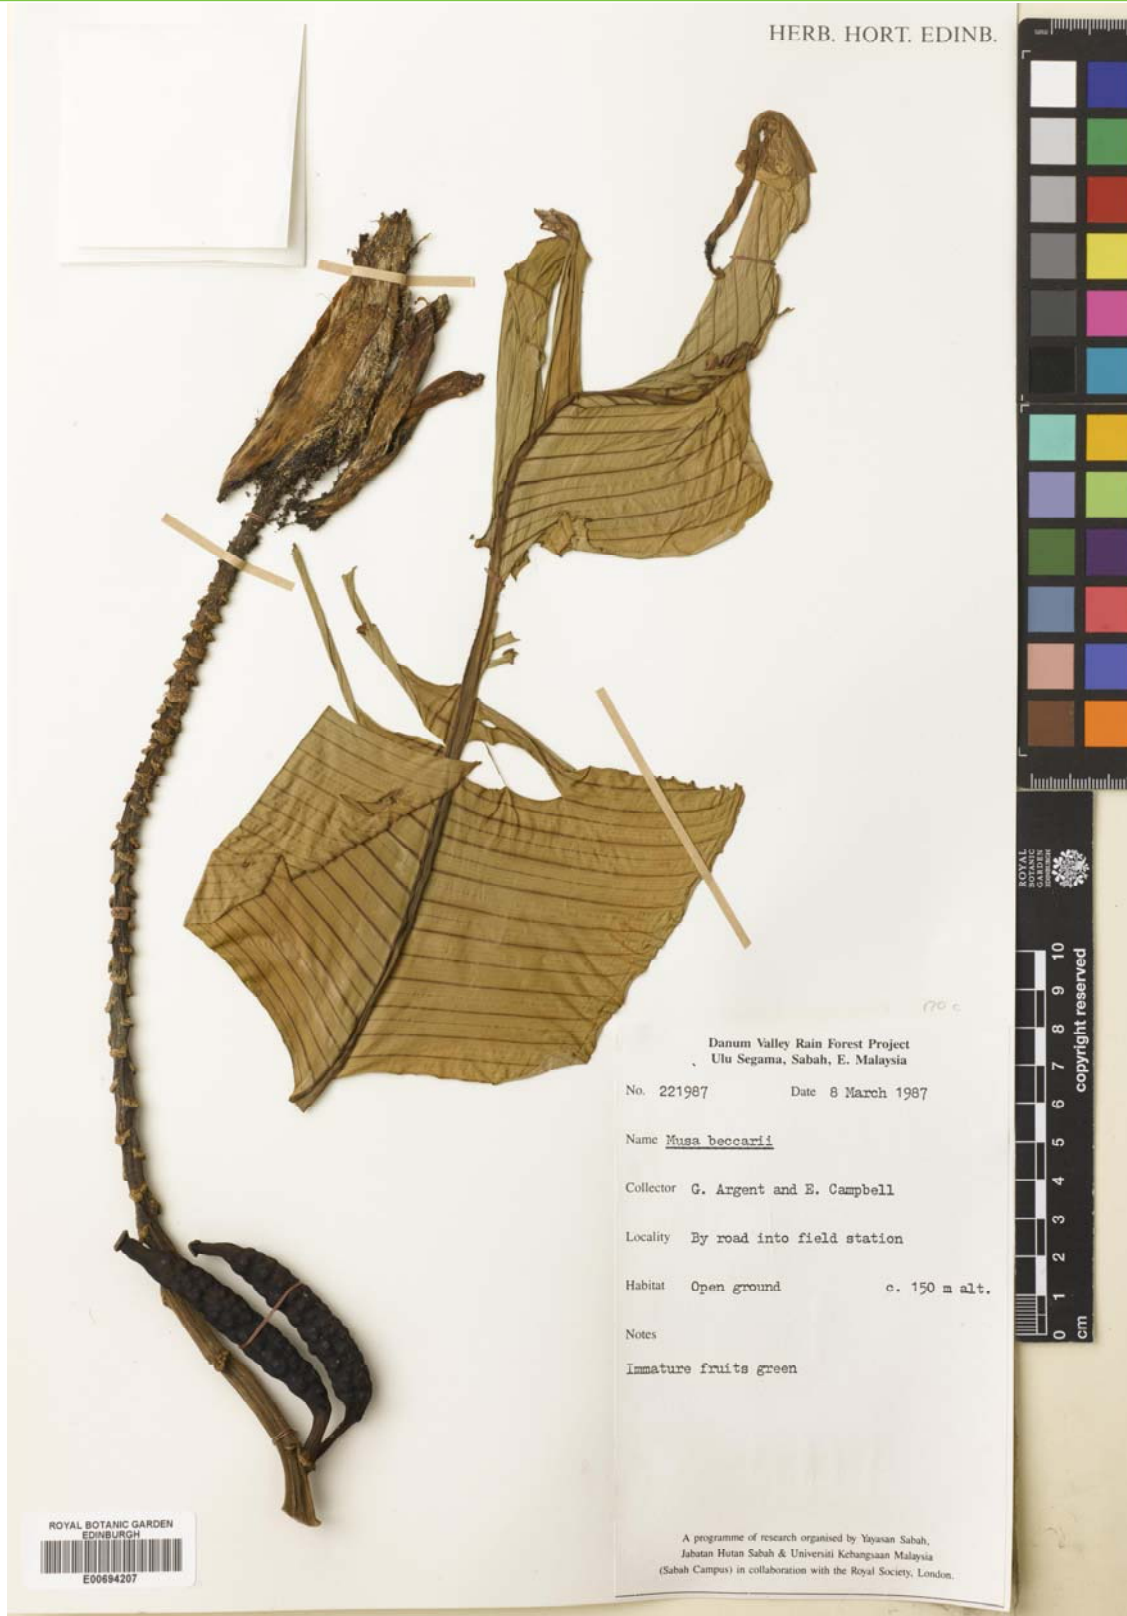 HERB. HORT. EDINB.
ROYAL
BOTANIC
GARDEN
EDINBURGH
10
9
8
7
6
5
4
3
2
1
0
cm
copyright reserved
Danum Valley Rain Forest Project
Ulu Segama, Sabah, E. Malaysia
No. 221987 Date 8 March 1987
Name Musa beccarii
Collector G. Argent and E. Campbell
Locality By road into field station
Habitat Open ground c. 150 m alt.
Notes
Immature fruits green
A programme of research organised by Yayasan Sabah,
Jabatan Hutan Sabah & Universiti Kebangsaan Malaysia
(Sabah Campus) in collaboration with the Royal Society, London.
ROYAL BOTANIC GARDEN
EDINBURGH
E00694207